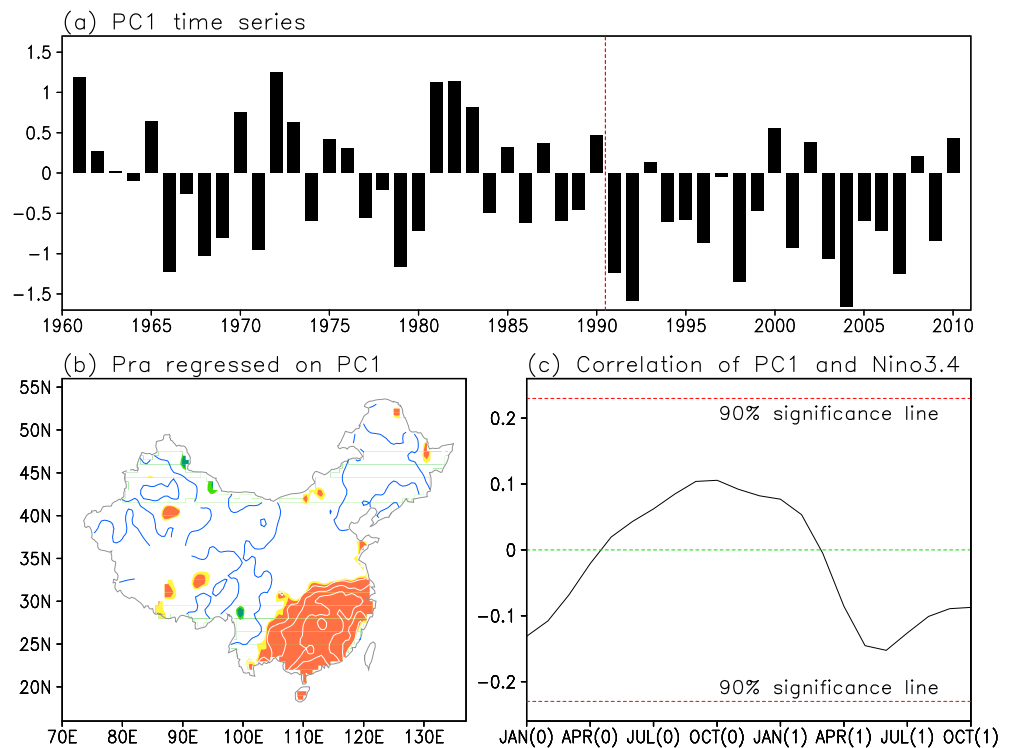 (a) PC1 time series
1.5
1
0.5
0
−0.5
−1
−1.5
1960 1965 1970 1975 1980 1985 1990 1995 2000 2005 2010
(b) Pra regressed on PC1
55N
50N
45N
40N
35N
30N
25N
20N
70E 80E 90E 100E 110E 120E 130E
(c) Correlation of PC1 and Nino3.4
0.2
90% significance line
0.1
0
−0.1
−0.2
90% significance line
JAN(0) APR(0) JUL(0) OCT(0) JAN(1) APR(1) JUL(1) OCT(1)